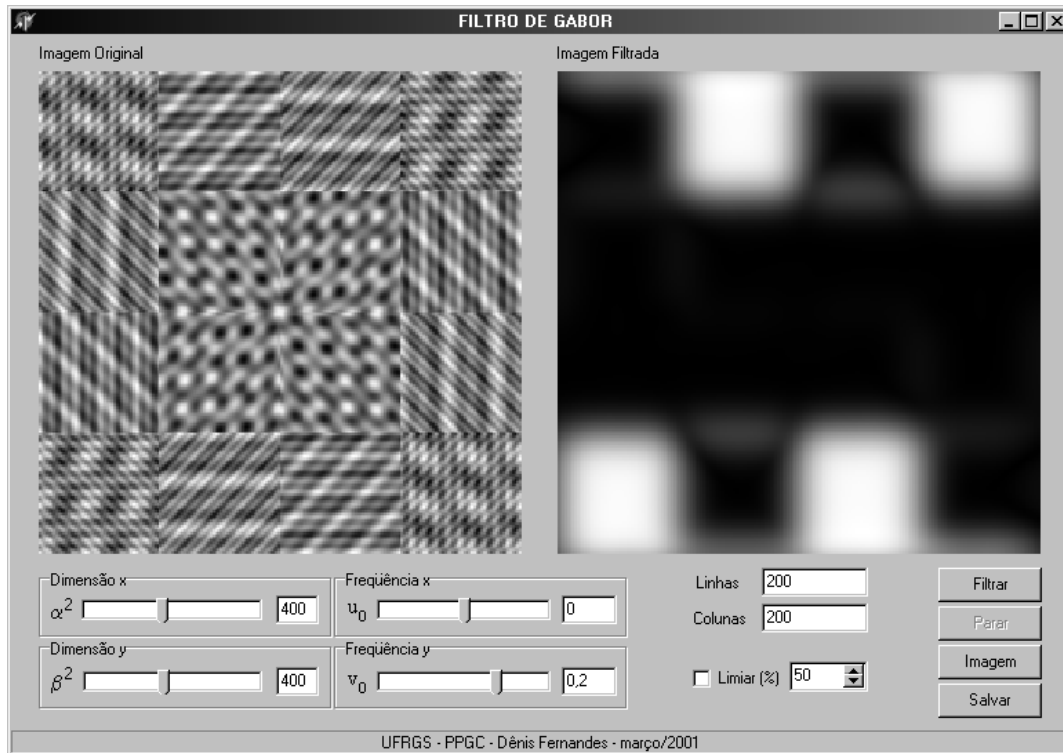 FILTRO DE GABOR
Imagem Original
Imagem Filtrada
Dimensão x
α² 400
Freqüência x
u₀ 0
Linhas 200
Filtrar
Colunas 200
Parar
Dimensão y
β² 400
Freqüência y
v₀ 0,2
Limiar (%) 50
Imagem
Salvar
UFRGS - PPGC - Dênis Fernandes - março/2001